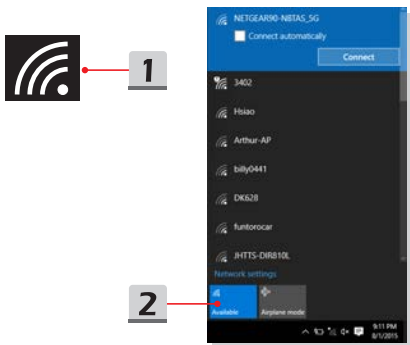 1
NETGEAR90-NBTAS_5G
Connect automatically
Connect
3402
Hsiao
Arthur-AP
billy0441
DK628
funtorocar
JHTTS-DIR810L
Network settings
2
Available
Airplane mode
9:11 PM
8/1/2015